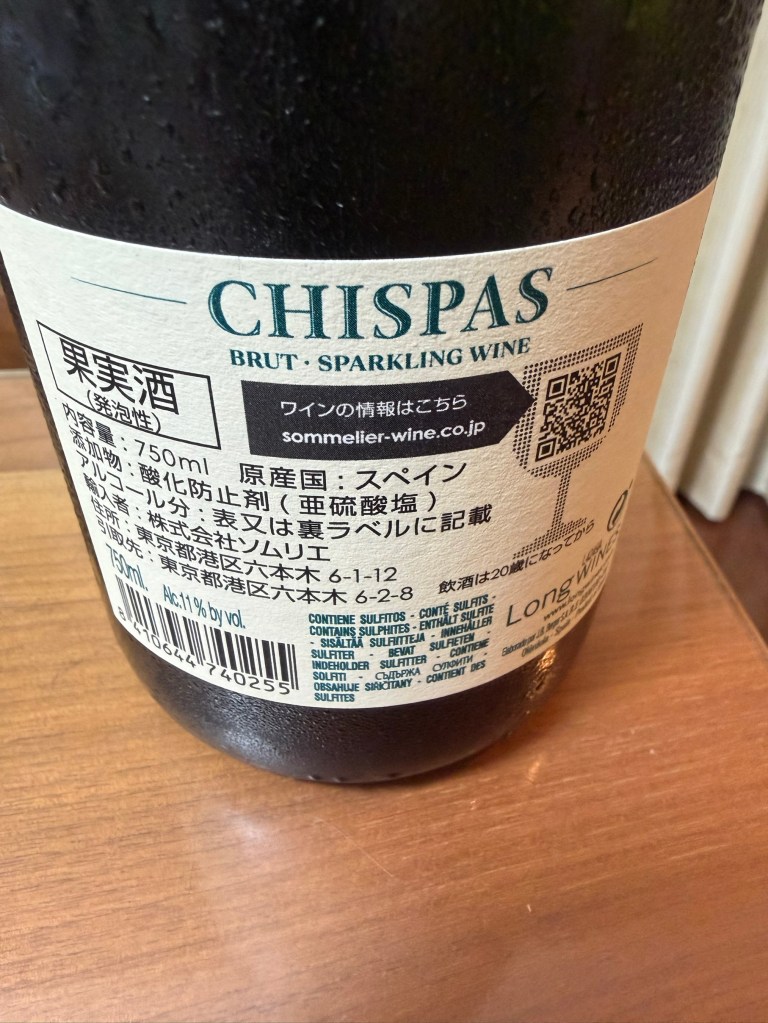 CHISPAS
BRUT · SPARKLING WINE
果実酒
(発泡性)
ワインの情報はこちら
sommelier-wine.co.jp
内容量：750ml 原産国：スペイン
添加物：酸化防止剤(亜硫酸塩)
アルコール分：表又は裏ラベルに記載
輸入者：株式会社ソムリエ
住所：東京都港区六本木 6-1-12
引取先：東京都港区六本木 6-2-8
飲酒は20歳になってから
750ml. Alc.11% by vol.
8 410644 740255
CONTIENE SULFITOS - CONTÉ SULFITS -
CONTAINS SULPHITES - ENTHÄLT SULFITE
- SISÄLTÄÄ SULFIITTEJA - INNEHÅLLER
SULFITER - BEVAT SULFIETEN -
INDEHOLDER SULFITTER - CONTIENE
SOLFITI - СЪДЪРЖА СУЛФИТИ -
OBSAHUJE SIŘIČITANY - CONTIENT DES
SULFITES
Long WINES